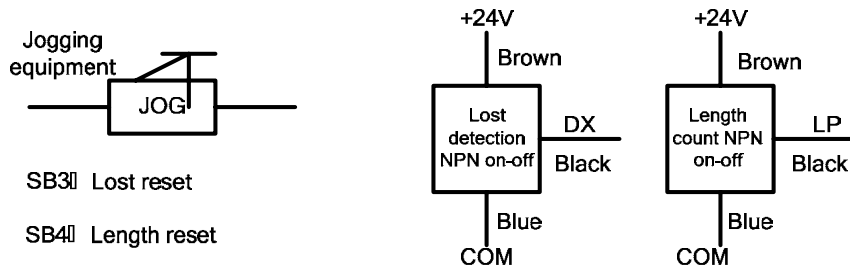 Jogging
equipment
JOG
SB3▯ Lost reset
SB4▯ Length reset
+24V
Brown
Lost
detection
NPN on-off
DX
Black
Blue
COM
+24V
Brown
Length
count NPN
on-off
LP
Black
Blue
COM